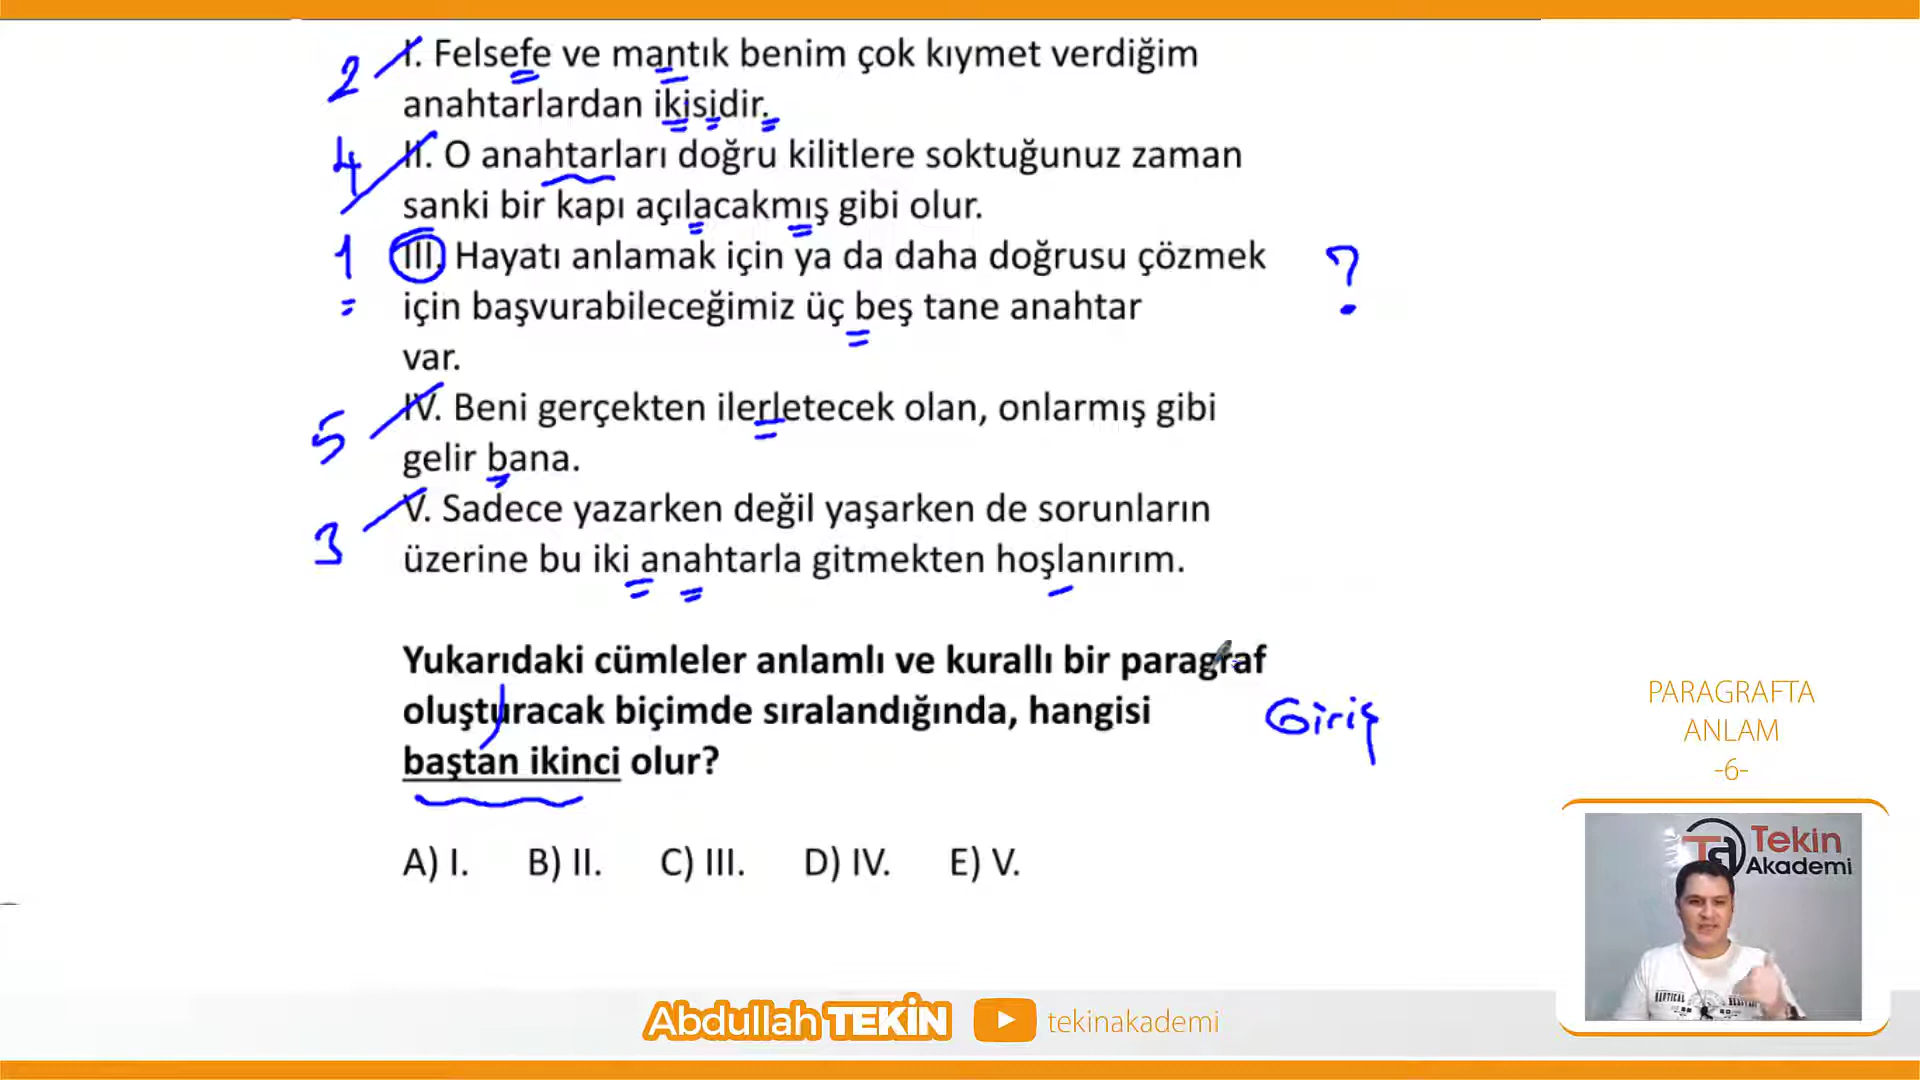 2 I. Felsefe ve mantık benim çok kıymet verdiğim
anahtarlardan ikisidir.
4 II. O anahtarları doğru kilitlere soktuğunuz zaman
sanki bir kapı açılacakmış gibi olur.
1 III. Hayatı anlamak için ya da daha doğrusu çözmek ?
için başvurabileceğimiz üç beş tane anahtar
var.
5 IV. Beni gerçekten ilerletecek olan, onlarmış gibi
gelir bana.
3 V. Sadece yazarken değil yaşarken de sorunların
üzerine bu iki anahtarla gitmekten hoşlanırım.
Yukarıdaki cümleler anlamlı ve kurallı bir paragraf
oluşturacak biçimde sıralandığında, hangisi
baştan ikinci olur?
Giriş
A) I. B) II. C) III. D) IV. E) V.
PARAGRAFTA
ANLAM
-6-
Ta Tekin
Akademi
Abdullah TEKİN tekinakademi